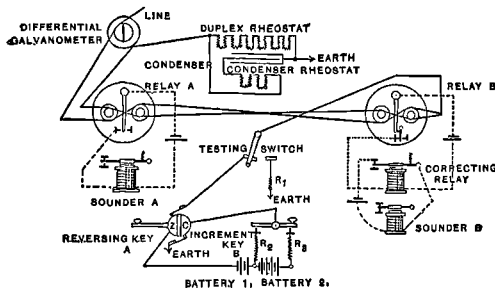 LINE
DIFFERENTIAL
GALVANOMETER
DUPLEX RHEOSTAT
CONDENSER
EARTH
CONDENSER RHEOSTAT
RELAY A
RELAY B
TESTING
SWITCH
R1
EARTH
SOUNDER A
CORRECTING
RELAY
SOUNDER B
REVERSING KEY
A
Z
C
EARTH
INCREMENT
KEY
B
R2
R3
BATTERY 1, BATTERY 2.